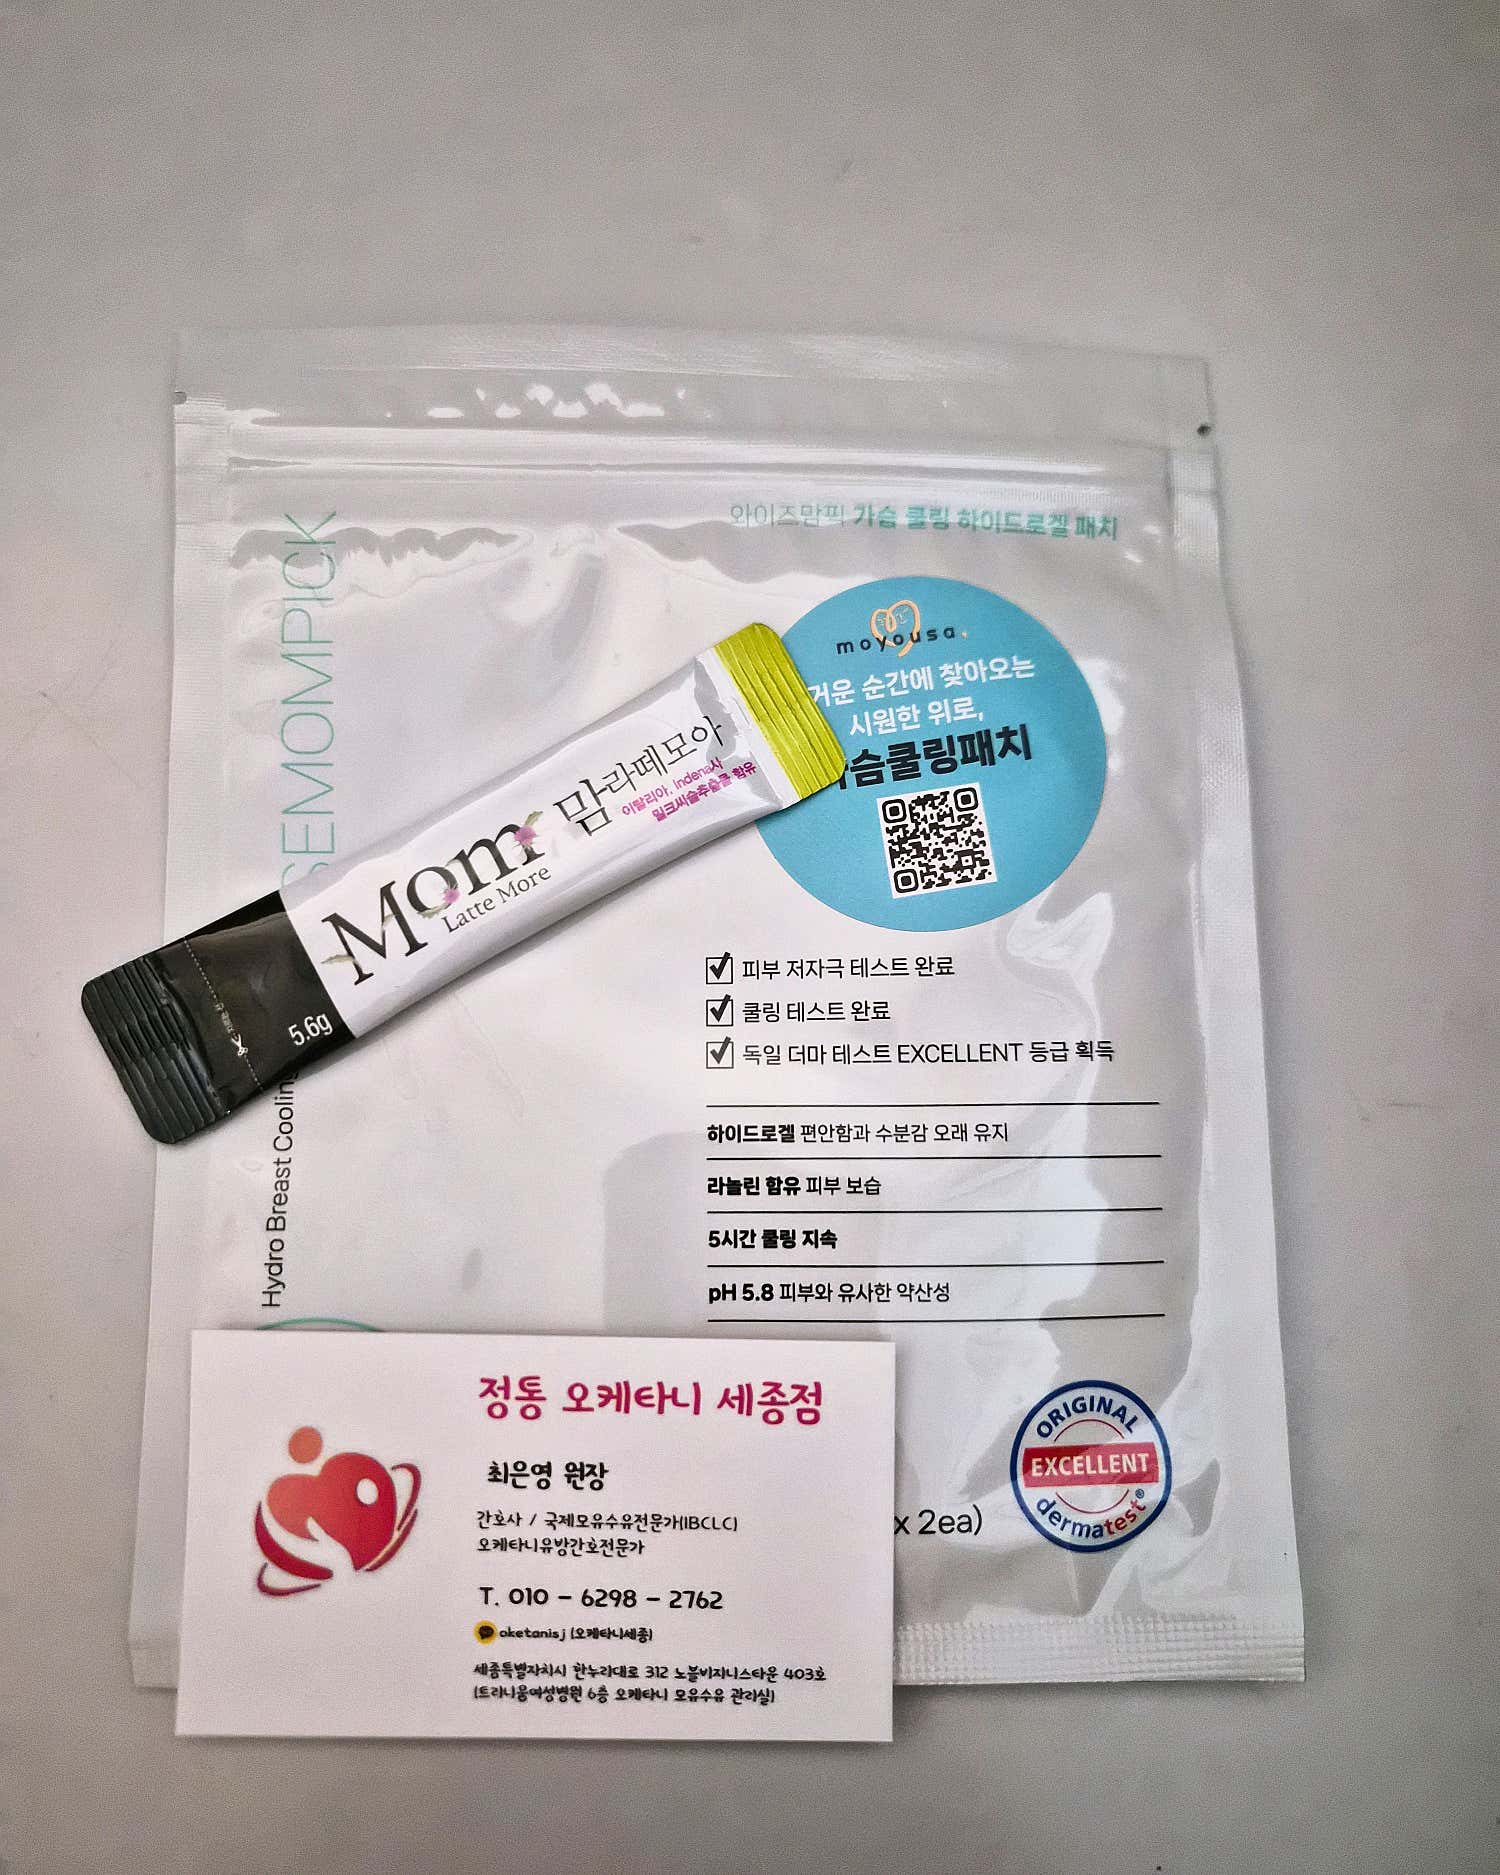 와이즈맘픽 가슴 쿨링 하이드로겔 패치
SEMOMPICK
Hydro Breast
moyousa
거운 순간에 찾아오는
시원한 위로,
슴쿨링패치
Mom
Latte More
맘라떼모아
이탈리아, Indena사
밀크씨슬추출물 함유
5.6g
피부 저자극 테스트 완료
쿨링 테스트 완료
독일 더마 테스트 EXCELLENT 등급 획득
하이드로겔 편안함과 수분감 오래 유지
라놀린 함유 피부 보습
5시간 쿨링 지속
pH 5.8 피부와 유사한 약산성
ORIGINAL
EXCELLENT
dermatest®
x 2ea)
정통 오케타니 세종점
최은영 원장
간호사 / 국제모유수유전문가(IBCLC)
오케타니유방간호전문가
T. 010 - 6298 - 2762
oketanisj (오케타니세종)
세종특별자치시 한누리대로 312 노블비지니스타운 403호
(트리니움여성병원 6층 오케타니 모유수유 관리실)